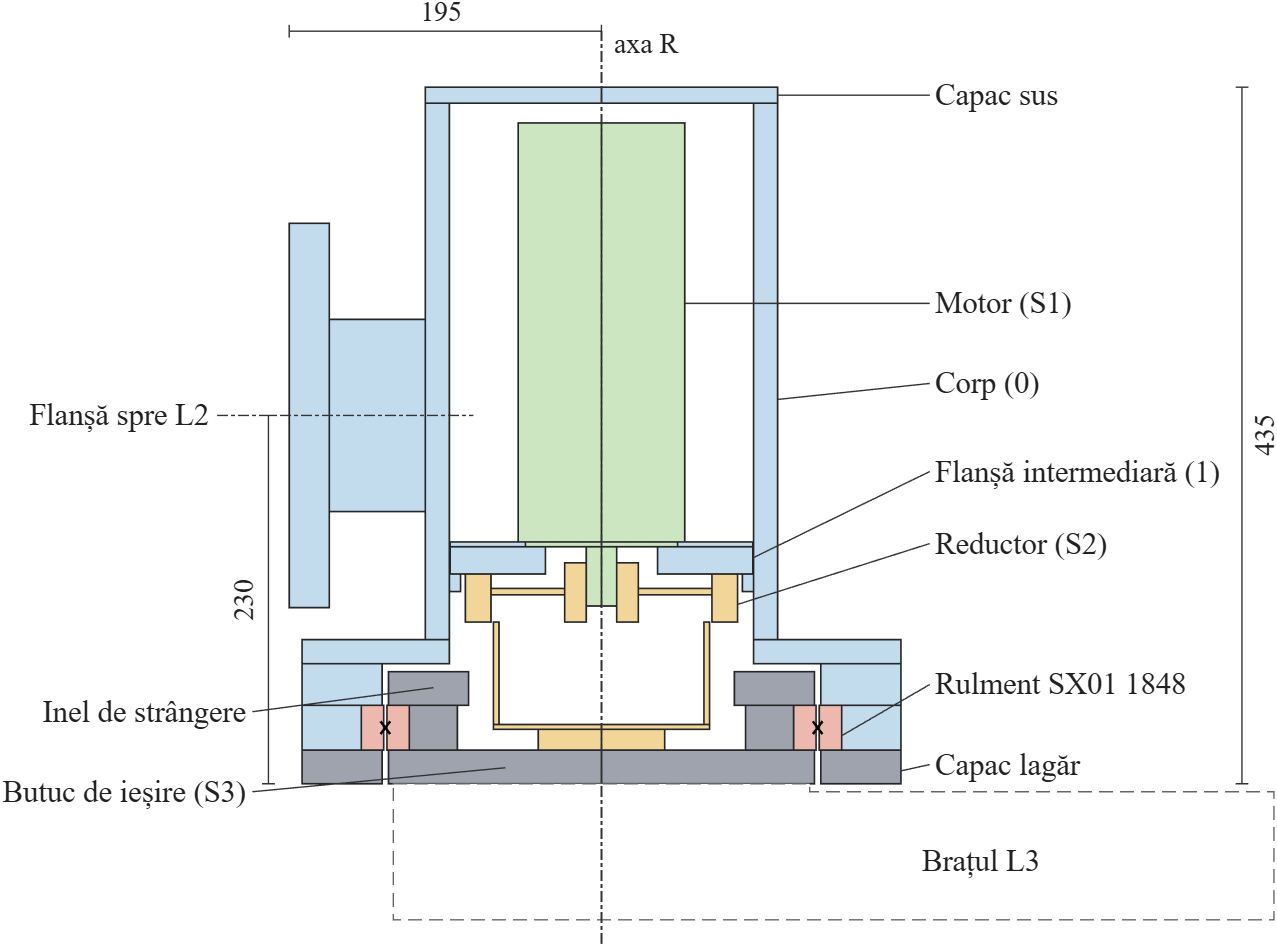 195
axa R
Capac sus
Motor (S1)
Corp (0)
Flanșă spre L2
435
Flanșă intermediară (1)
Reductor (S2)
230
Rulment SX01 1848
Inel de strângere
Capac lagăr
Butuc de ieșire (S3)
Brațul L3